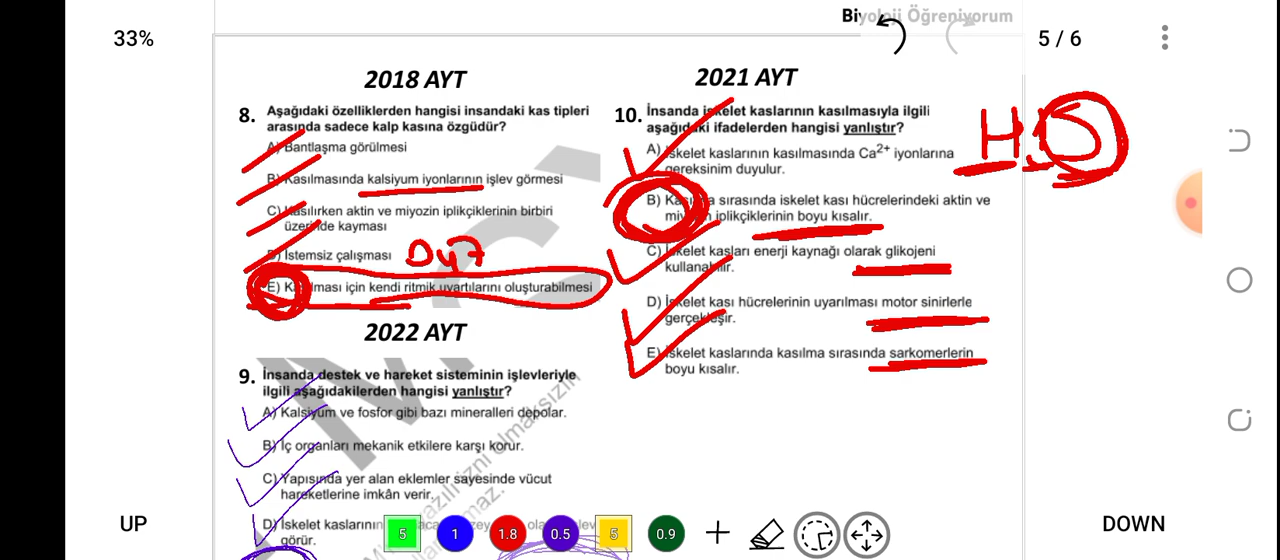 33%
Biyoloji Öğreniyorum
5 / 6
2018 AYT
8. Aşağıdaki özelliklerden hangisi insandaki kas tipleri
arasında sadece kalp kasına özgüdür?
A) Bantlaşma görülmesi
B) Kasılmasında kalsiyum iyonlarının işlev görmesi
C) Kasılırken aktin ve miyozin iplikçiklerinin birbiri
üzerinde kayması
D) İstemsiz çalışması
E) Kasılması için kendi ritmik uyartılarını oluşturabilmesi
2022 AYT
9. İnsanda destek ve hareket sisteminin işlevleriyle
ilgili aşağıdakilerden hangisi yanlıştır?
A) Kalsiyum ve fosfor gibi bazı mineralleri depolar.
B) İç organları mekanik etkilere karşı korur.
C) Yapısında yer alan eklemler sayesinde vücut
hareketlerine imkân verir.
D) İskelet kaslarının
görür.
2021 AYT
10. İnsanda iskelet kaslarının kasılmasıyla ilgili
aşağıdaki ifadelerden hangisi yanlıştır?
A) İskelet kaslarının kasılmasında Ca2+ iyonlarına
gereksinim duyulur.
B) Kasılma sırasında iskelet kası hücrelerindeki aktin ve
miyozin iplikçiklerinin boyu kısalır.
C) İskelet kasları enerji kaynağı olarak glikojeni
kullanabilir.
D) İskelet kası hücrelerinin uyarılması motor sinirlerle
gerçekleşir.
E) İskelet kaslarında kasılma sırasında sarkomerlerin
boyu kısalır.
UP
5
1
1.8
0.5
5
0.9
DOWN